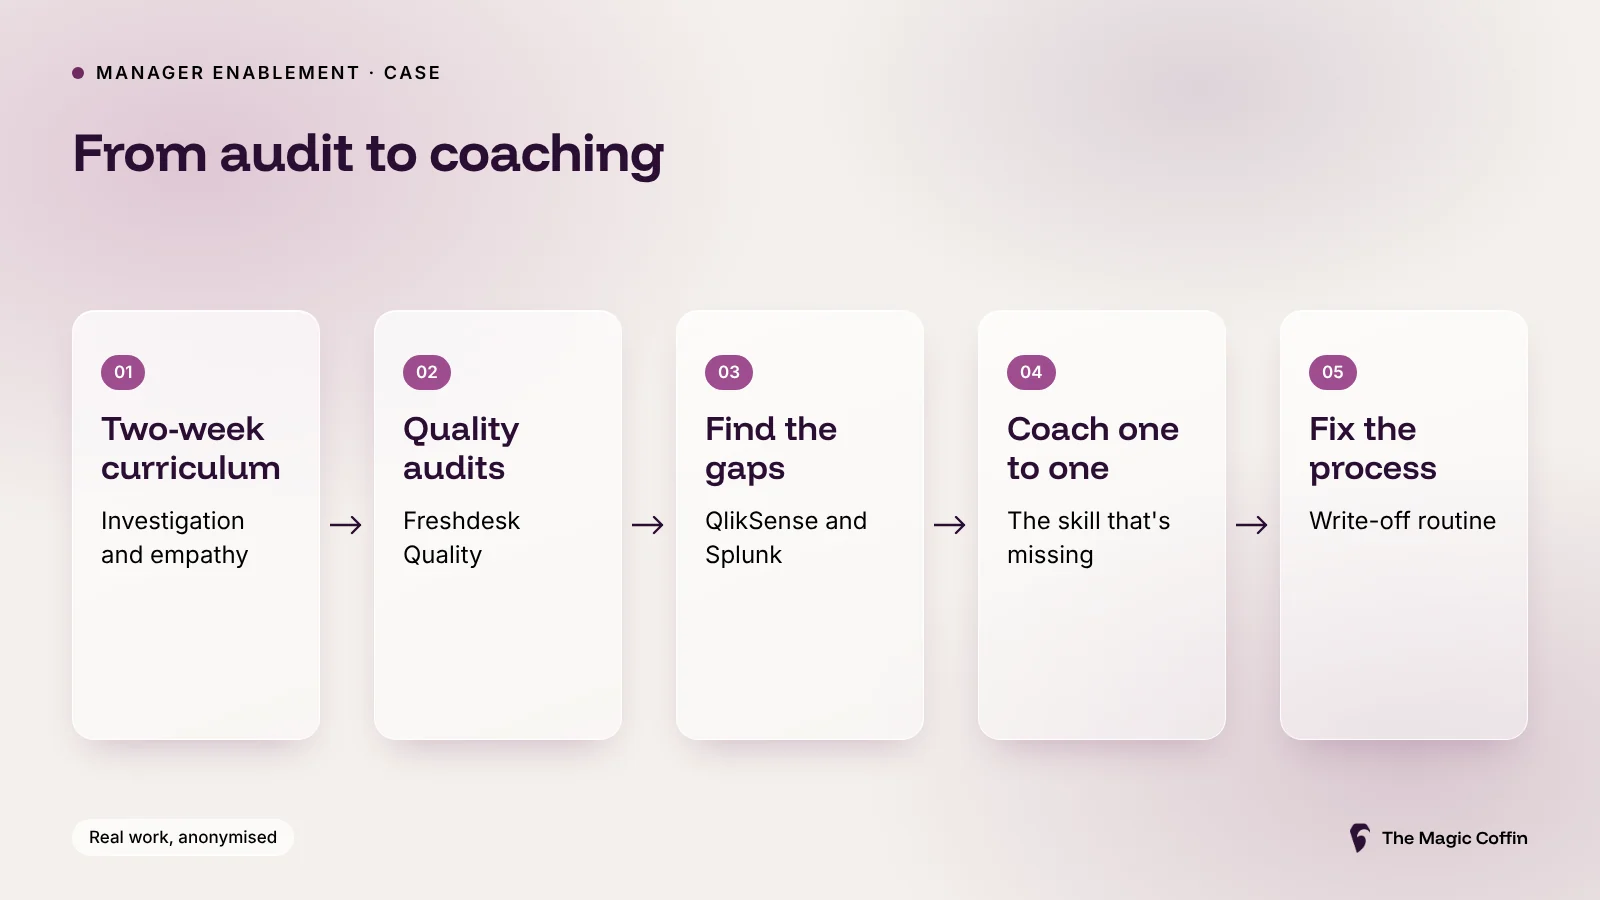 MANAGER ENABLEMENT · CASE
From audit to coaching
01
Two-week
curriculum
Investigation
and empathy
02
Quality
audits
Freshdesk
Quality
03
Find the
gaps
QlikSense and
Splunk
04
Coach one
to one
The skill that's
missing
05
Fix the
process
Write-off routine
Real work, anonymised
The Magic Coffin